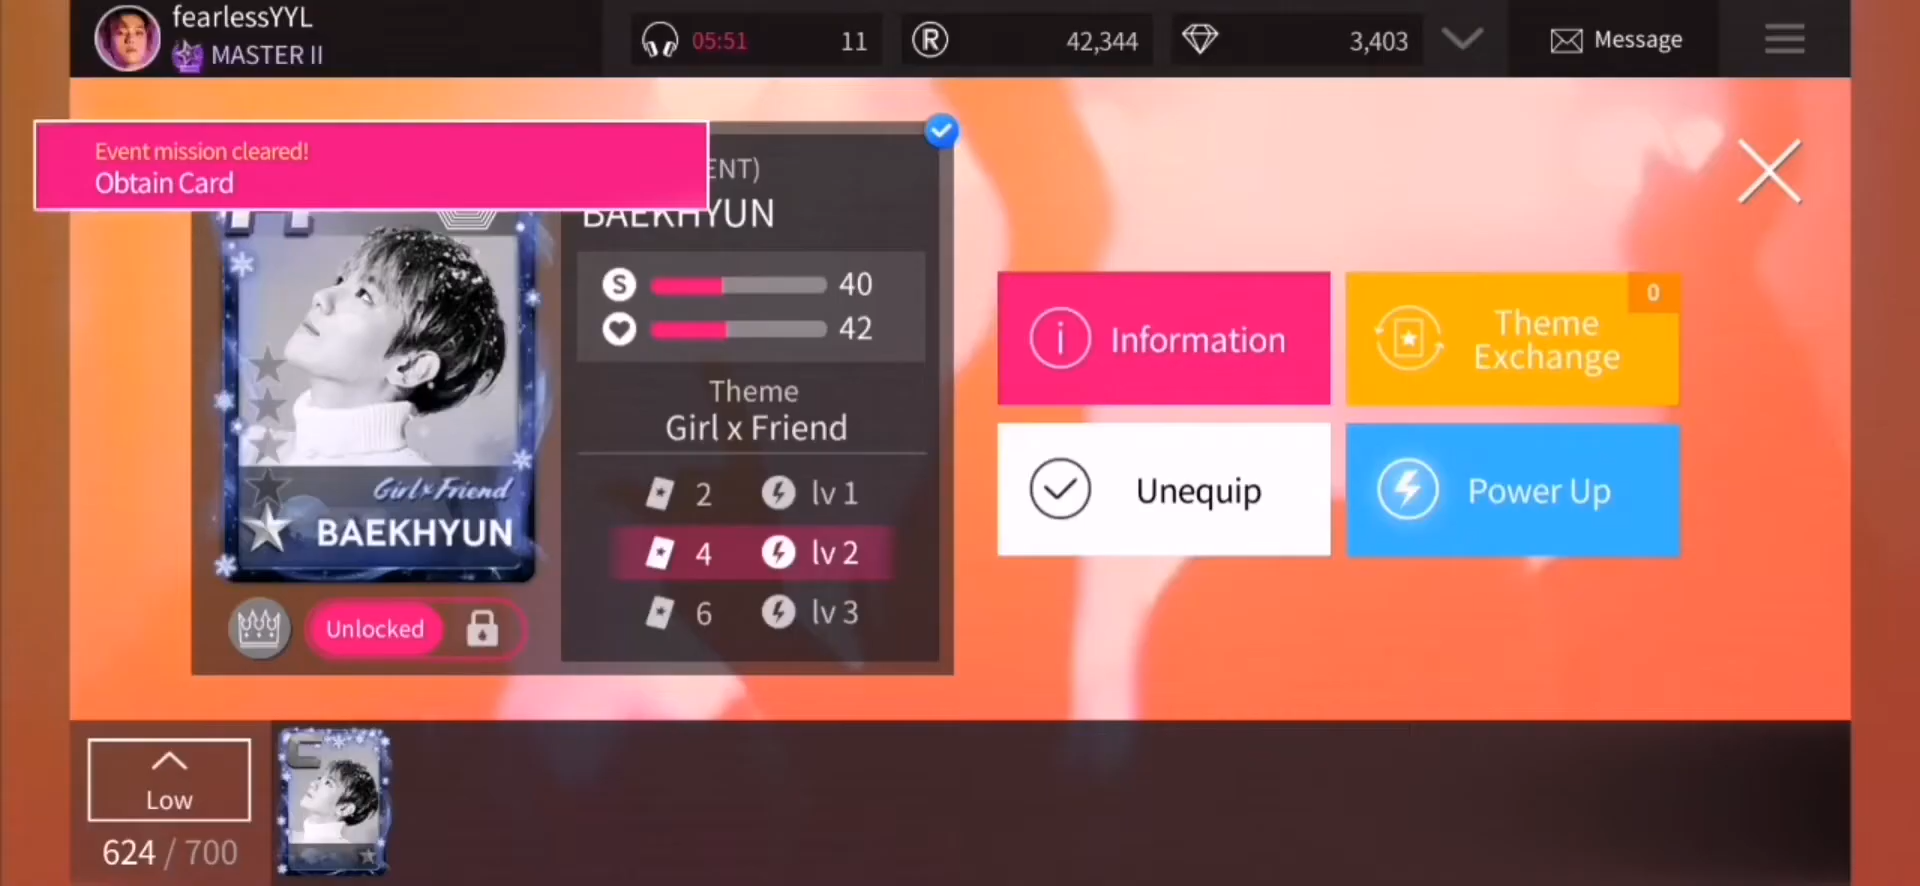 fearlessYYL
MASTER II
05:51 11
R 42,344
3,403
Message
Event mission cleared!
Obtain Card
ENT)
BAEKHYUN
S 40
42
Theme
Girl x Friend
2 lv 1
4 lv 2
6 lv 3
Girl x Friend
BAEKHYUN
Unlocked
i Information
0
Theme
Exchange
Unequip
Power Up
Low
624 / 700
C